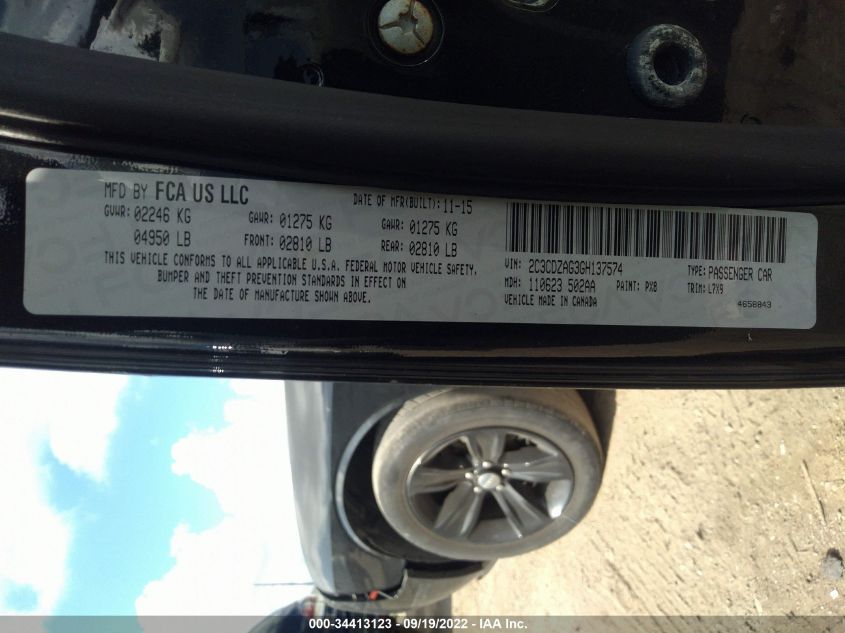 MFD BY FCA US LLC
DATE OF MFR(BUILT): 11-15
GVWR: 02246 KG
GAWR: 01275 KG
GAWR: 01275 KG
04950 LB
FRONT: 02810 LB
REAR: 02810 LB
THIS VEHICLE CONFORMS TO ALL APPLICABLE U.S.A. FEDERAL MOTOR VEHICLE SAFETY,
BUMPER AND THEFT PREVENTION STANDARDS IN EFFECT ON
THE DATE OF MANUFACTURE SHOWN ABOVE.
VIN: 2C3CDZAG3GH137574
TYPE: PASSENGER CAR
MDH: 110623 502AA
PAINT: PX8
TRIM: L7X9
VEHICLE MADE IN CANADA
4658843
000-34413123 - 09/19/2022 - IAA Inc.